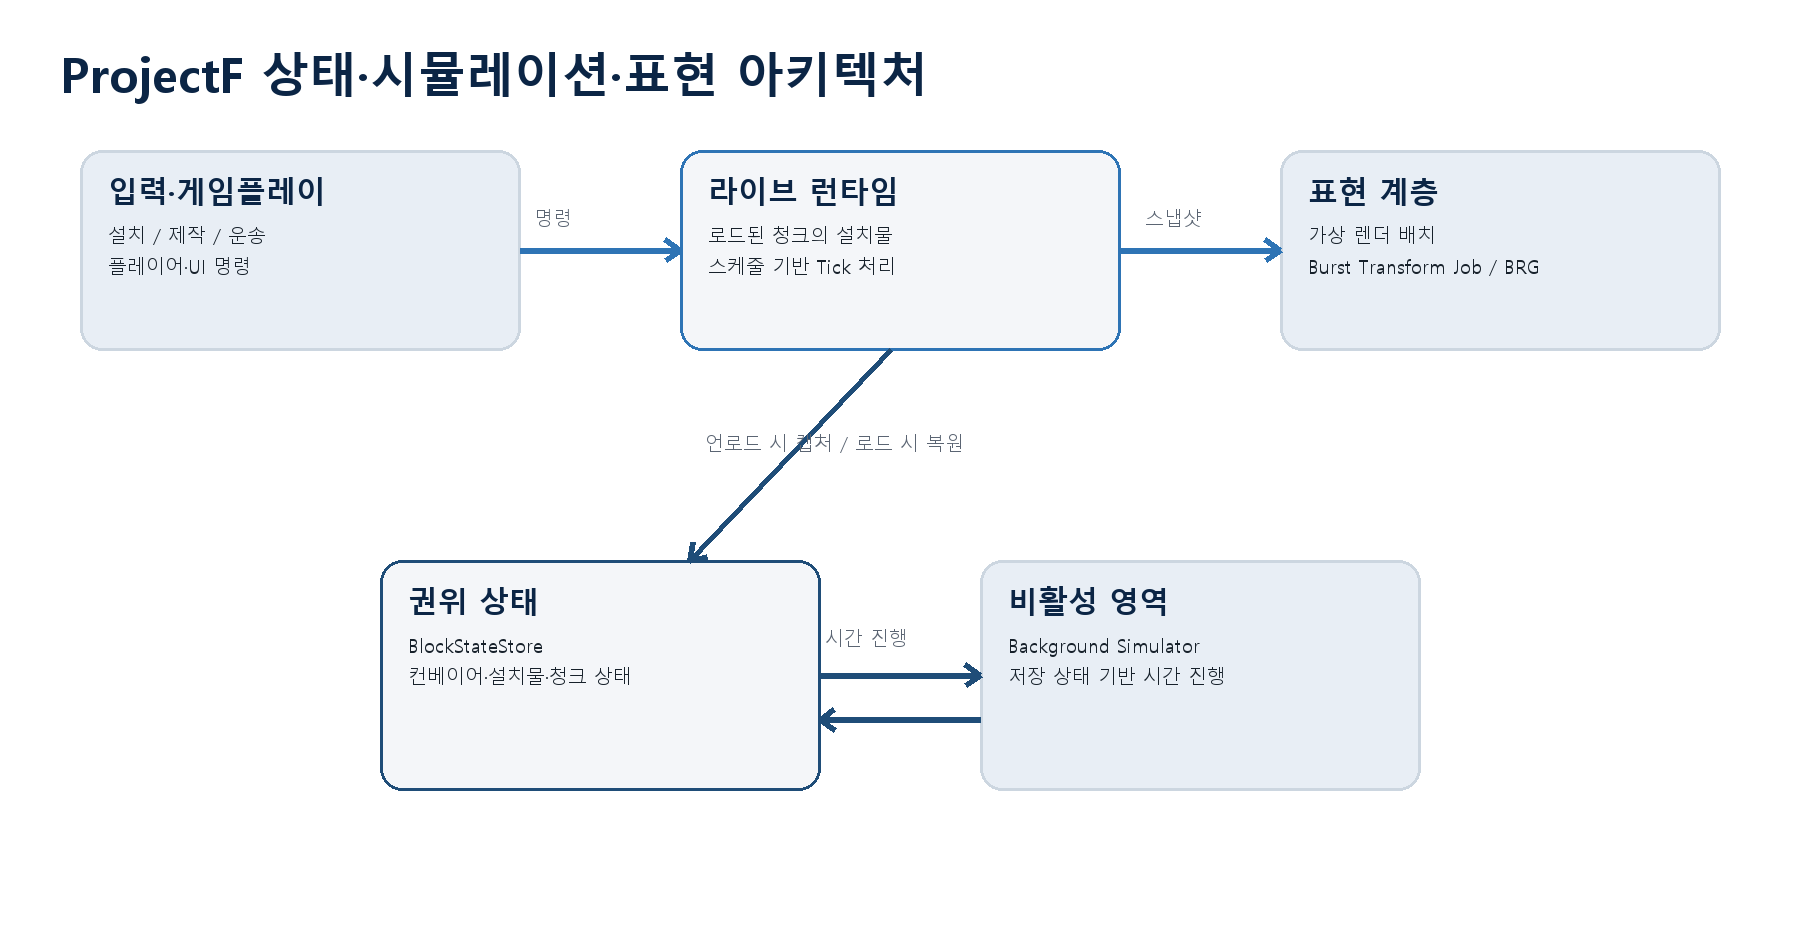 ProjectF 상태·시뮬레이션·표현 아키텍처
입력·게임플레이
설치 / 제작 / 운송
플레이어·UI 명령
명령
라이브 런타임
로드된 청크의 설치물
스케줄 기반 Tick 처리
스냅샷
표현 계층
가상 렌더 배치
Burst Transform Job / BRG
언로드 시 캡처 / 로드 시 복원
권위 상태
BlockStateStore
컨베이어·설치물·청크 상태
시간 진행
비활성 영역
Background Simulator
저장 상태 기반 시간 진행